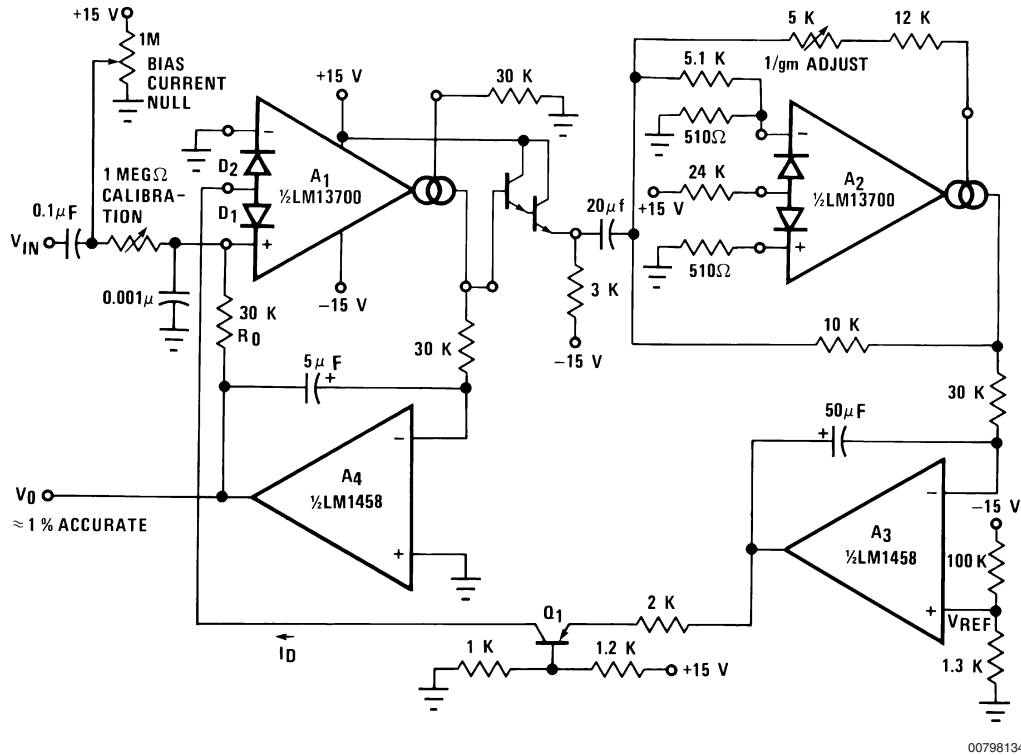 +15 V
1M
BIAS
CURRENT
NULL
+15 V
30 K
5 K
12 K
1/gm ADJUST
5.1 K
510Ω
−
D2
A1
½LM13700
1 MEGΩ
CALIBRA-
TION
D1
+
0.1μF
VIN
0.001μ
−15 V
20μf
24 K
+15 V
−
A2
½LM13700
+
510Ω
30 K
R0
30 K
3 K
−15 V
10 K
5μ F
+
30 K
50μF
+
−
A4
½LM1458
+
V0
≈ 1 % ACCURATE
−
−15 V
A3
½LM1458
100 K
+
VREF
1.3 K
Q1
2 K
ID
1 K
1.2 K
+15 V
00798134